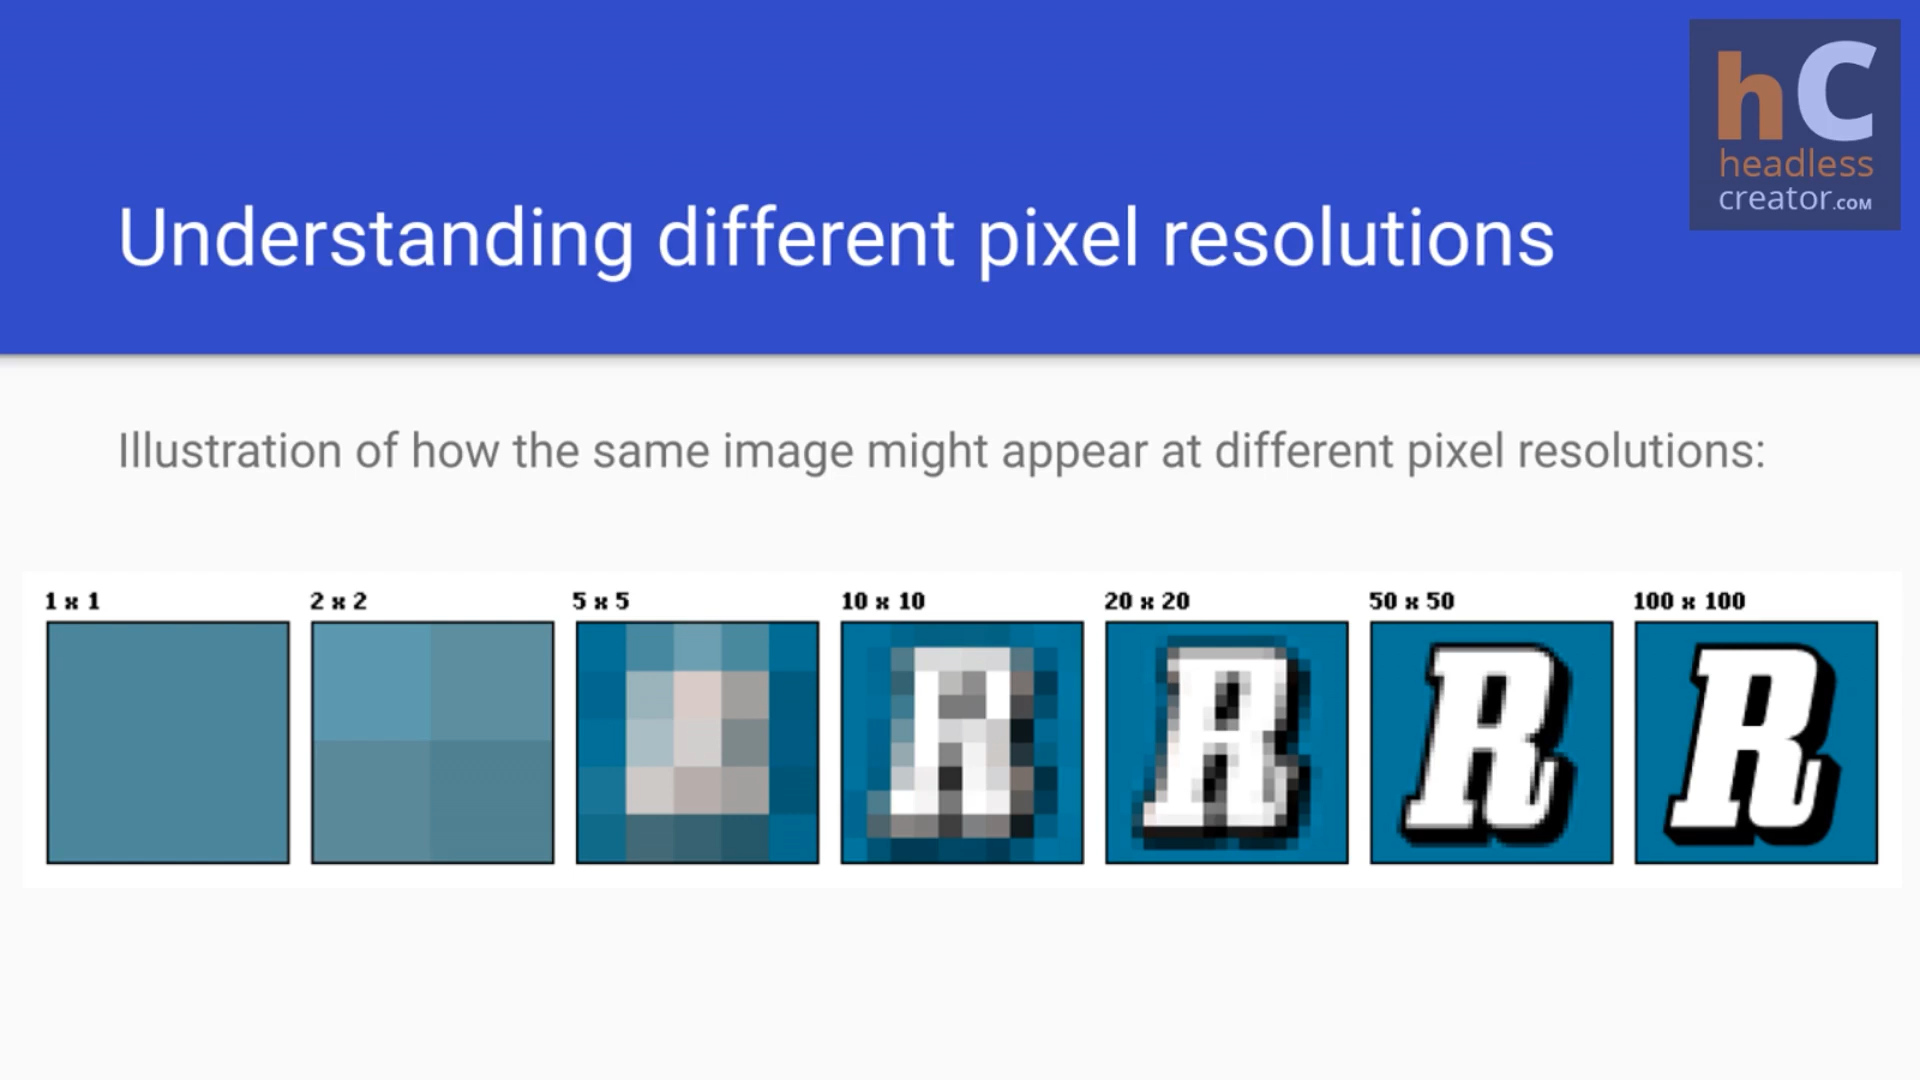 hC
headless
creator.COM
Understanding different pixel resolutions
Illustration of how the same image might appear at different pixel resolutions:
1 x 1 2 x 2 5 x 5 10 x 10 20 x 20 50 x 50 100 x 100
R R R R